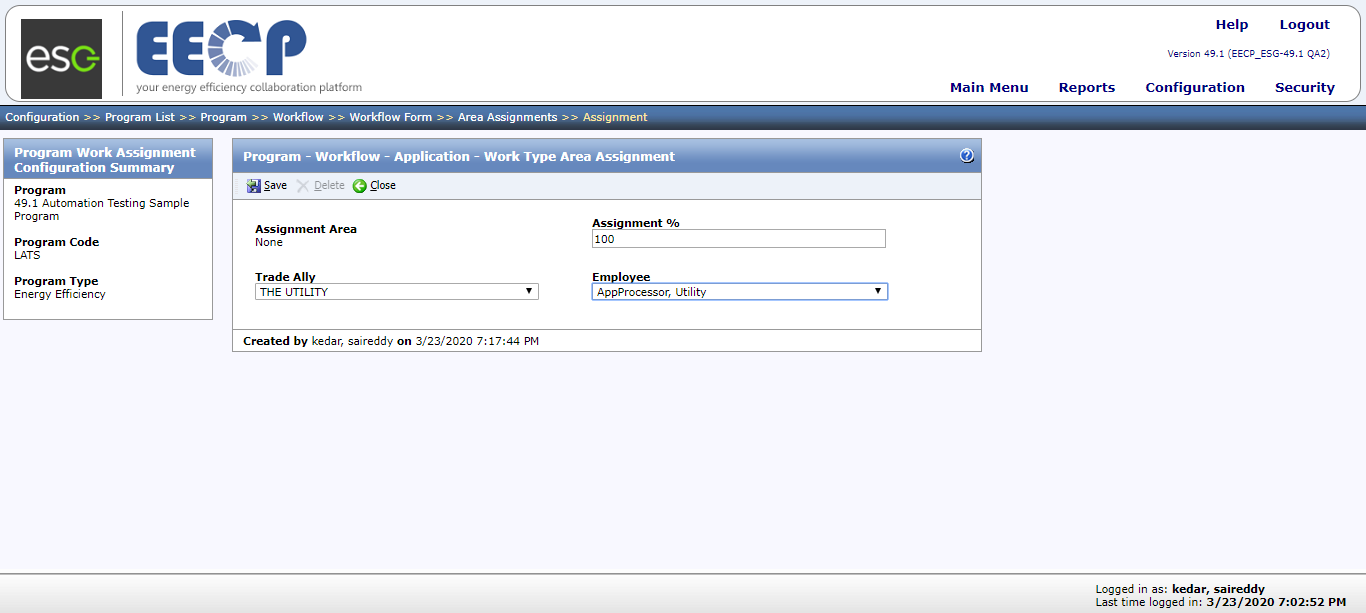 esc
EECP
your energy efficiency collaboration platform
Help Logout
Version 49.1 (EECP_ESG-49.1 QA2)
Main Menu Reports Configuration Security
Configuration >> Program List >> Program >> Workflow >> Workflow Form >> Area Assignments >> Assignment
Program Work Assignment
Configuration Summary
Program
49.1 Automation Testing Sample
Program
Program Code
LATS
Program Type
Energy Efficiency
Program - Workflow - Application - Work Type Area Assignment
?
Save Delete Close
Assignment Area
None
Assignment %
100
Trade Ally
THE UTILITY
Employee
AppProcessor, Utility
Created by kedar, saireddy on 3/23/2020 7:17:44 PM
Logged in as: kedar, saireddy
Last time logged in: 3/23/2020 7:02:52 PM